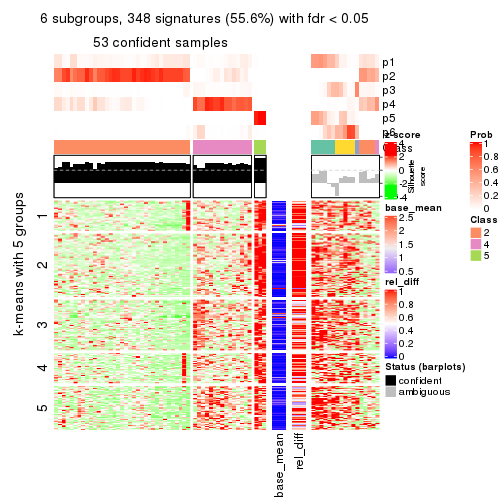 6 subgroups, 348 signatures (55.6%) with fdr < 0.05
53 confident samples
p1
p2
p3
p4
p5
p6
Class
z-score
4
2
0
-2
-4
Silhouette score
Prob
1
0.8
0.6
0.4
0.2
0
Class
2
4
5
base_mean
2.5
2
1.5
1
0.5
rel_diff
1
0.8
0.6
0.4
0.2
0
Status (barplots)
confident
ambiguous
k-means with 5 groups
1
2
3
4
5
base_mean
rel_diff